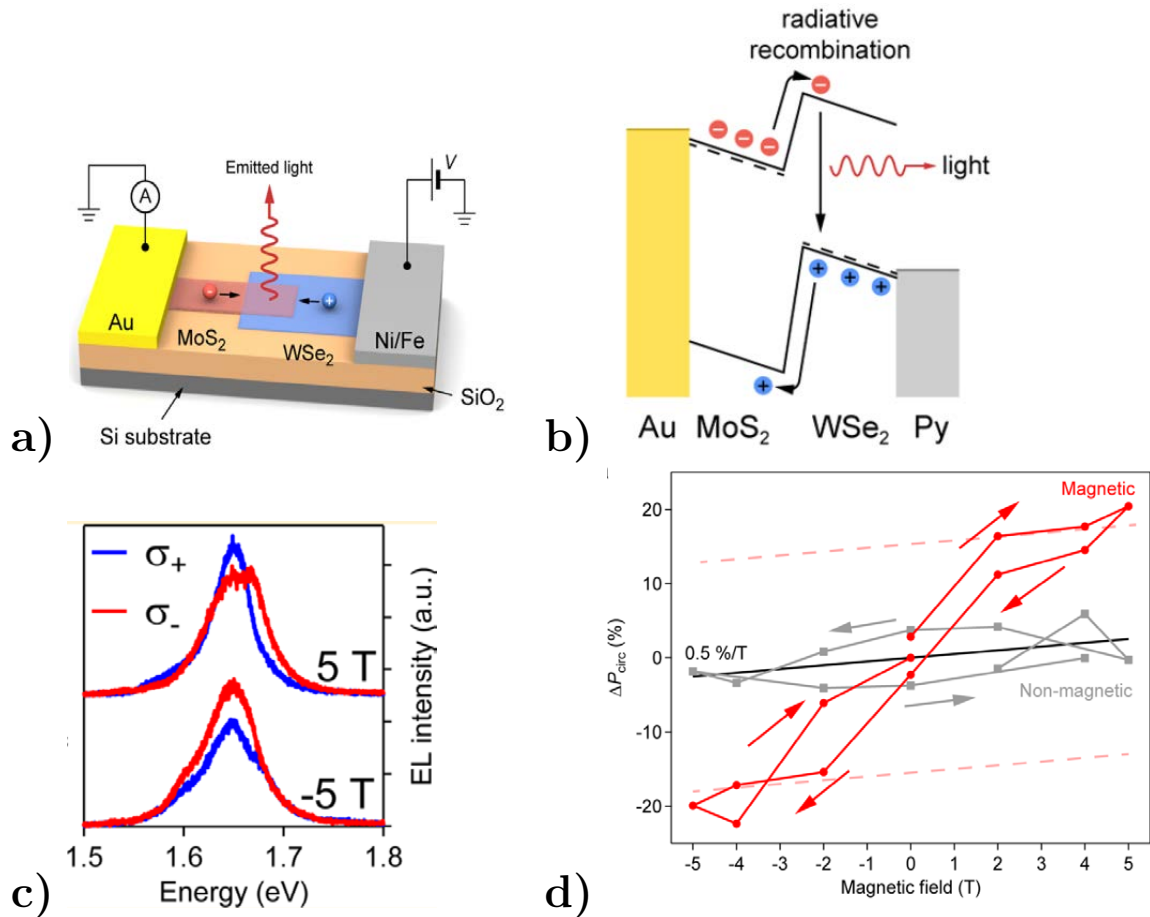 Emitted light
A
V
Au
MoS₂
WSe₂
Ni/Fe
SiO₂
Si substrate
a)
radiative
recombination
light
Au MoS₂ WSe₂ Py
b)
σ₊
σ₋
5 T
-5 T
EL intensity (a.u.)
1.5 1.6 1.7 1.8
Energy (eV)
c)
20
10
0
-10
-20
ΔP_circ (%)
Magnetic
0.5 %/T
Non-magnetic
-5 -4 -3 -2 -1 0 1 2 3 4 5
Magnetic field (T)
d)